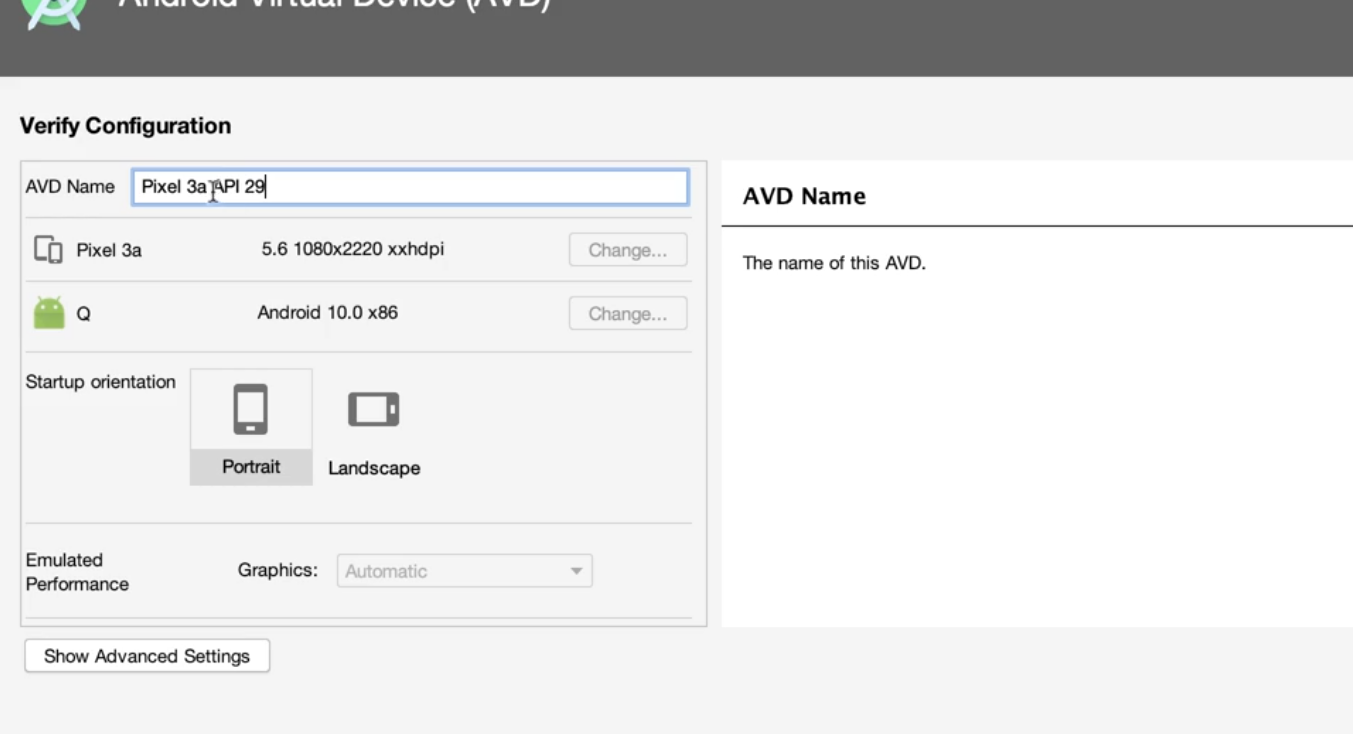 Android Virtual Device (AVD)
Verify Configuration
AVD Name Pixel 3a API 29
Pixel 3a 5.6 1080x2220 xxhdpi Change...
Q Android 10.0 x86 Change...
Startup orientation
Portrait
Landscape
Emulated
Performance
Graphics: Automatic
Show Advanced Settings
AVD Name
The name of this AVD.